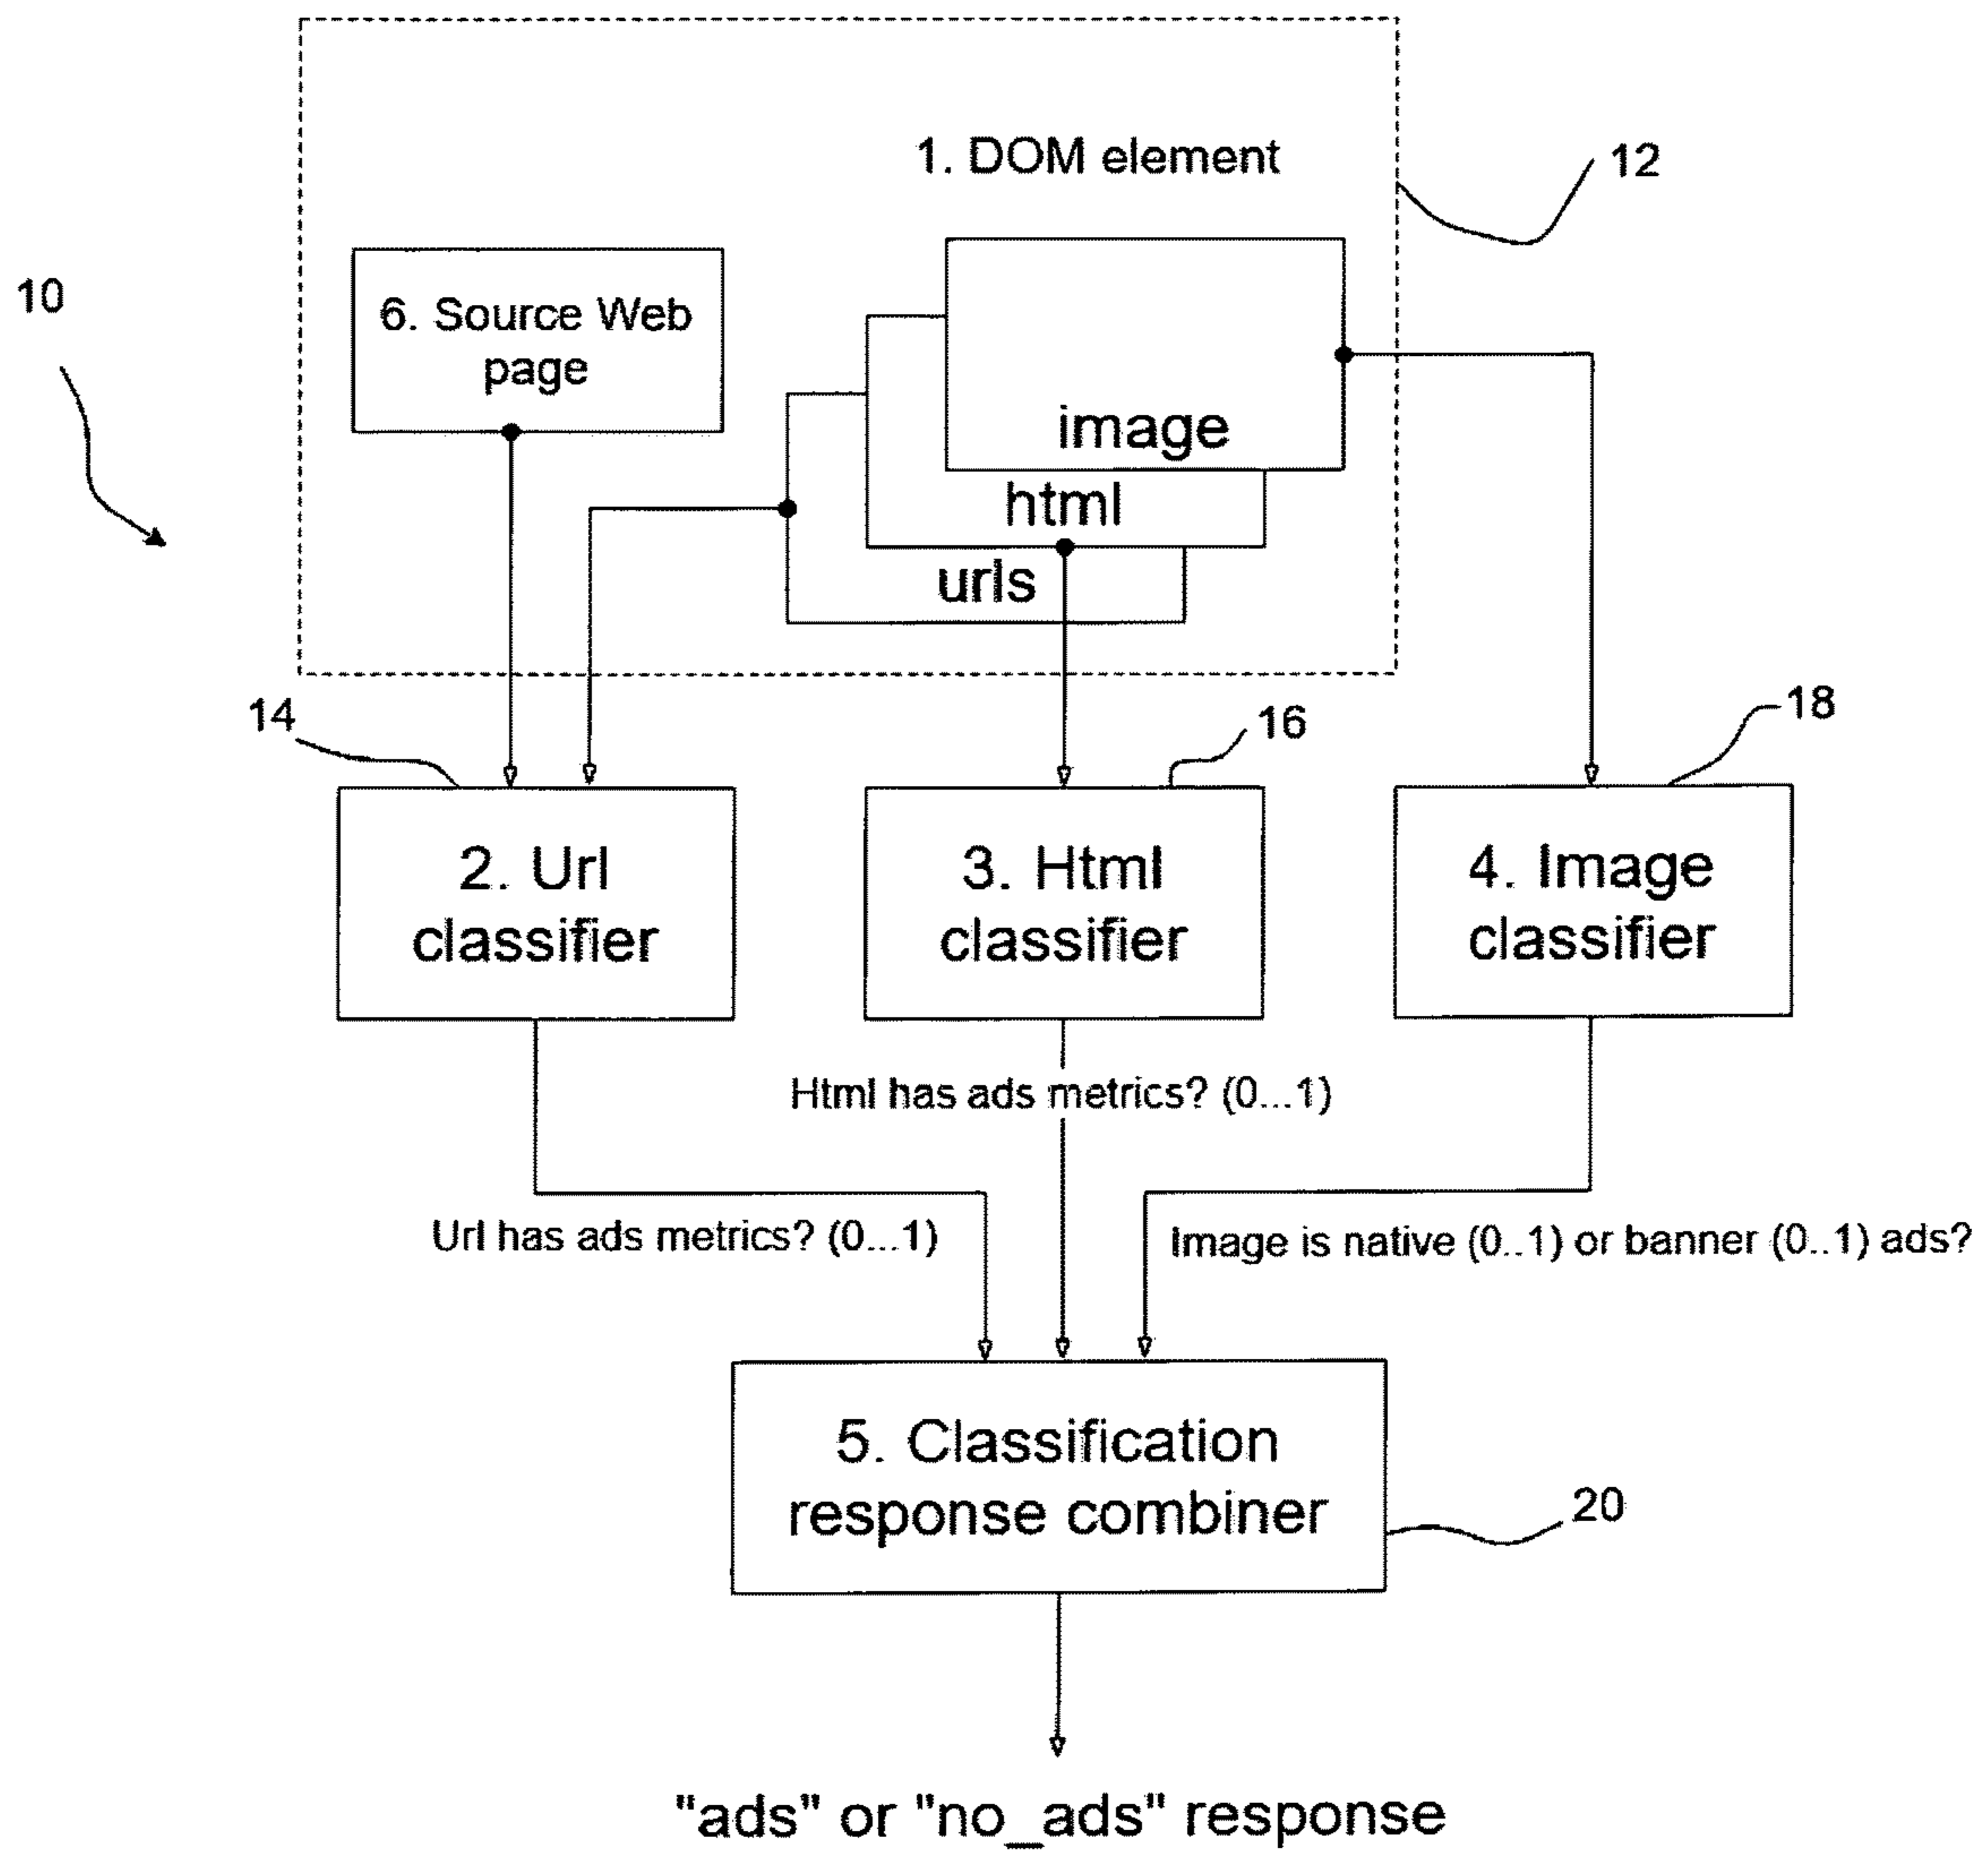 1. DOM element
12
10
6. Source Web
page
image
html
urls
14
16
18
2. Url
classifier
3. Html
classifier
4. Image
classifier
Html has ads metrics? (0...1)
Url has ads metrics? (0...1)
Image is native (0..1) or banner (0..1) ads?
5. Classification
response combiner
20
"ads" or "no_ads" response